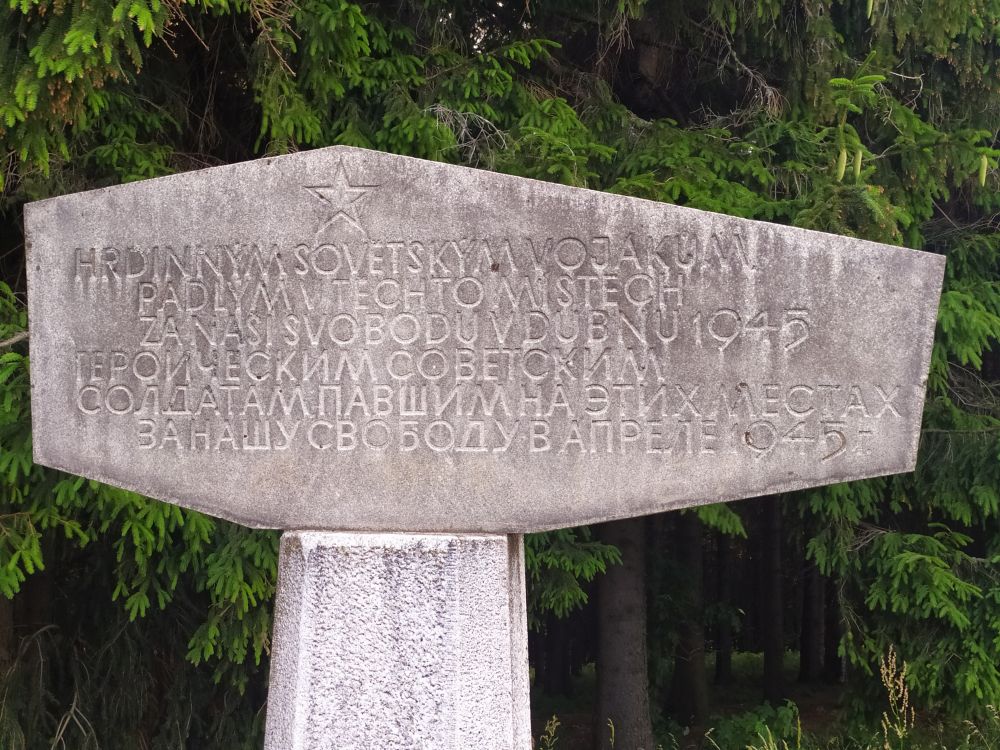 HRDINNÝM SOVĚTSKÝM VOJÁKŮM
PADLÝM V TĚCHTO MÍSTECH
ZA NAŠI SVOBODU V DUBNU 1945
ГЕРОИЧЕСКИМ СОВЕТСКИМ
СОЛДАТАМ ПАВШИМ НА ЭТИХ МЕСТАХ
ЗА НАШУ СВОБОДУ В АПРЕЛЕ 1945 г.